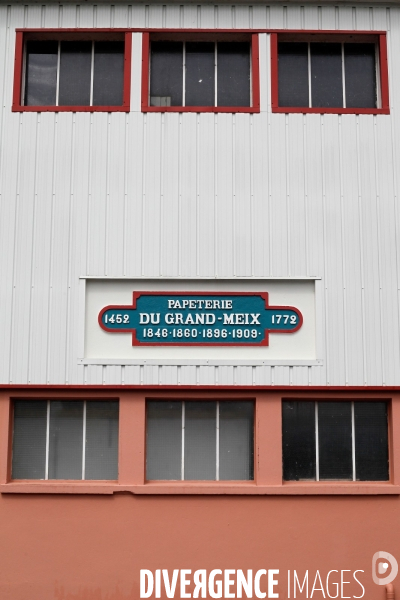 PAPETERIE
1452 DU GRAND-MEIX 1772
1846·1860·1896·1909·
DIVERGENCE IMAGES